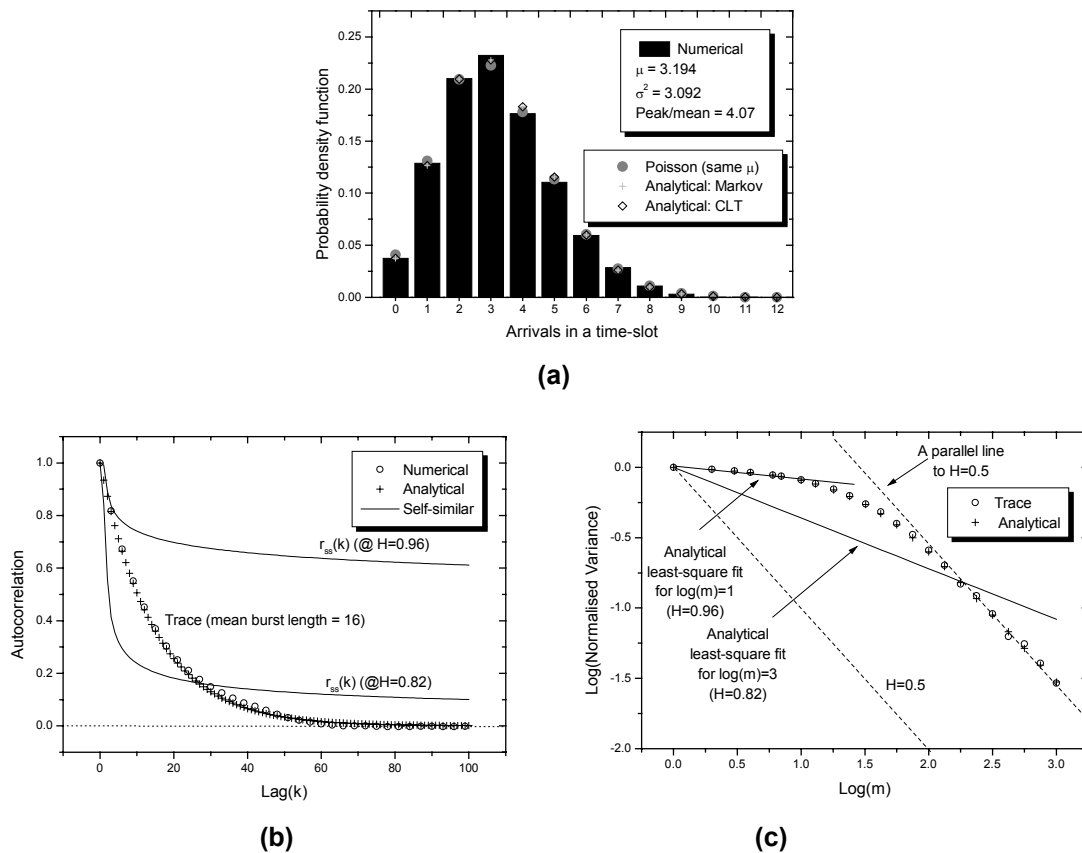 0.25
0.20
0.15
0.10
0.05
0.00
Probability density function
Numerical
μ = 3.194
σ² = 3.092
Peak/mean = 4.07
Poisson (same μ)
Analytical: Markov
Analytical: CLT
0 1 2 3 4 5 6 7 8 9 10 11 12
Arrivals in a time-slot
(a)
1.0
0.8
0.6
0.4
0.2
0.0
Autocorrelation
Numerical
Analytical
Self-similar
r_ss(k) (@ H=0.96)
Trace (mean burst length = 16)
r_ss(k) (@H=0.82)
0 20 40 60 80 100
Lag(k)
(b)
0.0
-0.5
-1.0
-1.5
-2.0
Log(Normalised Variance)
A parallel line
to H=0.5
Trace
Analytical
Analytical
least-square fit
for log(m)=1
(H=0.96)
Analytical
least-square fit
for log(m)=3
(H=0.82)
H=0.5
0.0 0.5 1.0 1.5 2.0 2.5 3.0
Log(m)
(c)